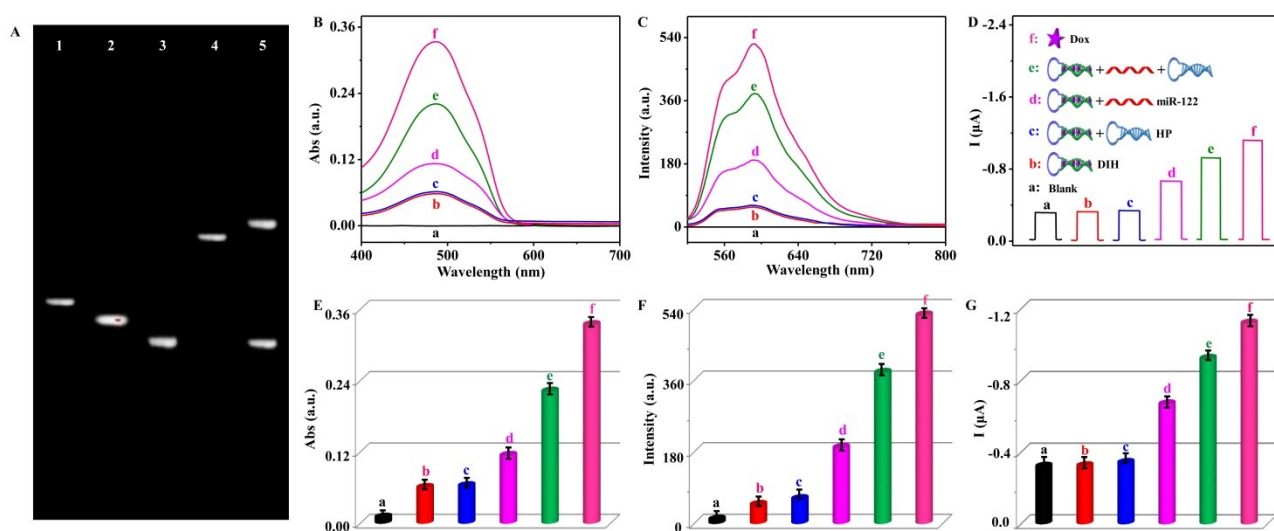 A
1
2
3
4
5
B
0.36
0.24
0.12
0.00
Abs (a.u.)
f
e
d
c
b
a
400
500
600
700
Wavelength (nm)
C
540
360
180
0
Intensity (a.u.)
f
e
d
c
b
a
560
640
720
800
Wavelength (nm)
D
-2.4
-1.6
-0.8
0.0
I (μA)
f: Dox
e: + +
d: + miR-122
c: + HP
b: DIH
a: Blank
a
b
c
d
e
f
E
0.36
0.24
0.12
0.00
Abs (a.u.)
a
b
c
d
e
f
F
540
360
180
0
Intensity (a.u.)
a
b
c
d
e
f
G
-1.2
-0.8
-0.4
0.0
I (μA)
a
b
c
d
e
f